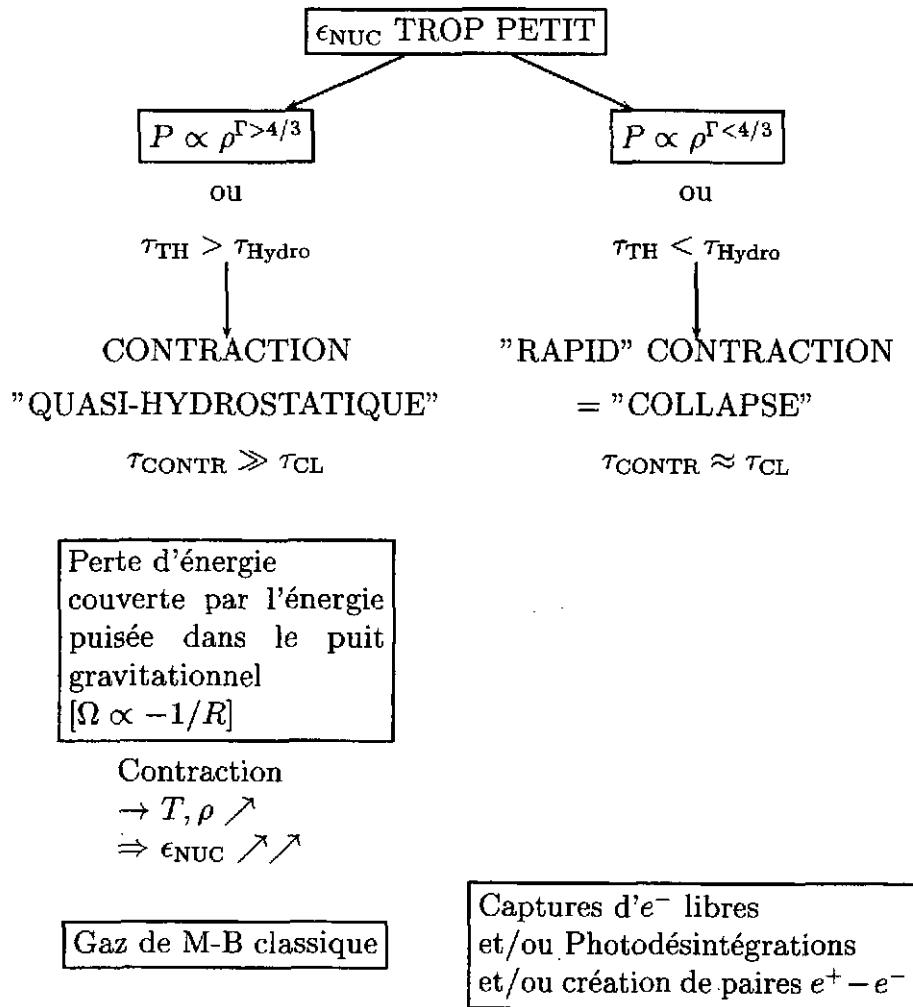 ϵ_NUC TROP PETIT
P ∝ ρ^{Γ>4/3}
ou
τ_TH > τ_Hydro
CONTRACTION
"QUASI-HYDROSTATIQUE"
τ_CONTR ≫ τ_CL
P ∝ ρ^{Γ<4/3}
ou
τ_TH < τ_Hydro
"RAPID" CONTRACTION
= "COLLAPSE"
τ_CONTR ≈ τ_CL
Perte d'énergie
couverte par l'énergie
puisée dans le puit
gravitationnel
[Ω ∝ −1/R]
Contraction
→ T, ρ ↗
⇒ ϵ_NUC ↗↗
Gaz de M-B classique
Captures d'e⁻ libres
et/ou Photodésintégrations
et/ou création de paires e⁺ − e⁻